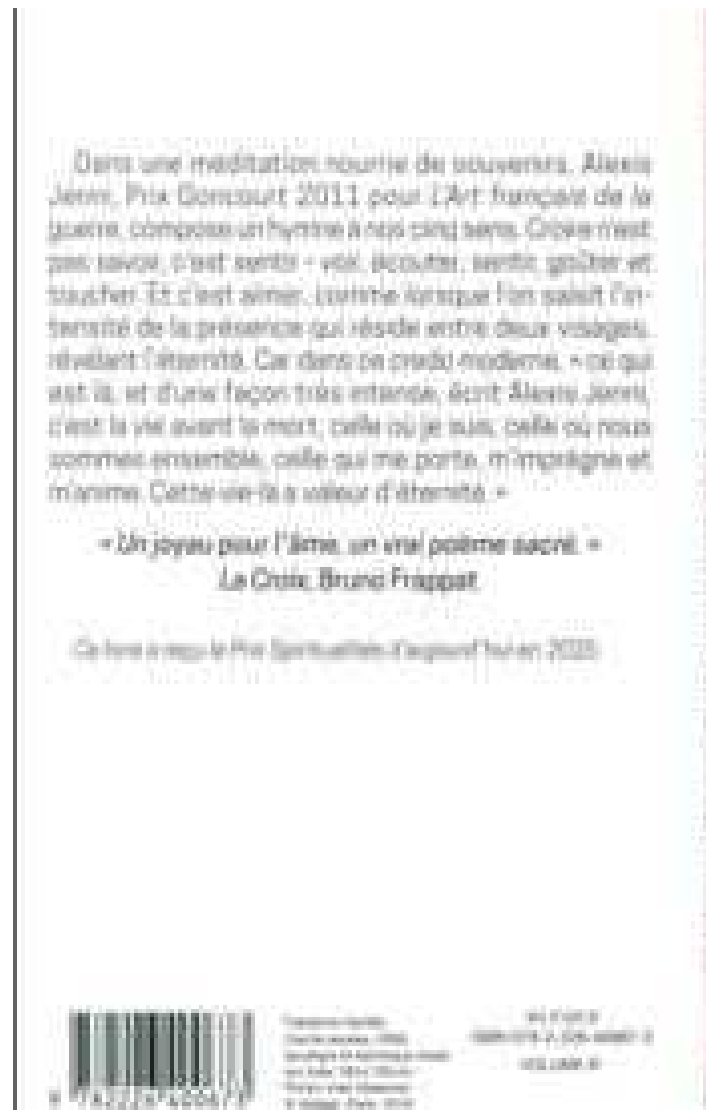 Dans une méditation nourrie de souvenirs, Alexis
Jenni, Prix Goncourt 2011 pour L'Art français de la
guerre, compose un hymne à nos cinq sens. Croire n'est
pas savoir, c'est sentir - voir, écouter, sentir, goûter et
toucher. Et c'est aimer, comme lorsque l'on saisit l'in-
tensité de la présence qui réside entre deux visages,
révélant l'éternité. Car dans ce credo moderne, « ce qui
est là, et d'une façon très intense, écrit Alexis Jenni,
c'est la vie avant la mort, celle où je suis, celle où nous
sommes ensemble, celle qui me porte, m'imprègne et
m'anime. Cette vie-là a valeur d'éternité. »
« Un joyau pour l'âme, un vrai poème sacré. »
La Croix, Bruno Frappat
Ce livre a reçu le Prix Spiritualités d'aujourd'hui en